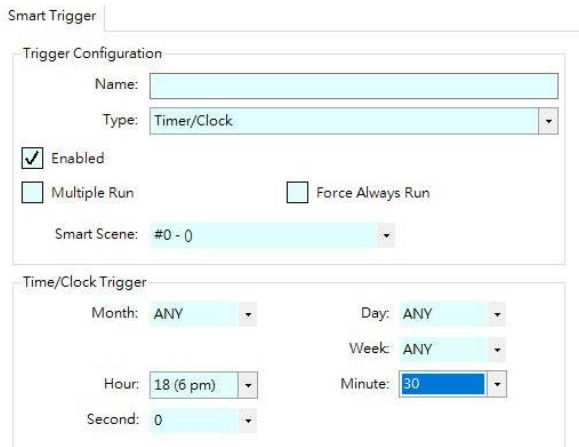 Smart Trigger
Trigger Configuration
Name:
Type: Timer/Clock
Enabled
Multiple Run Force Always Run
Smart Scene: #0 - ()
Time/Clock Trigger
Month: ANY Day: ANY
Week: ANY
Hour: 18 (6 pm) Minute: 30
Second: 0